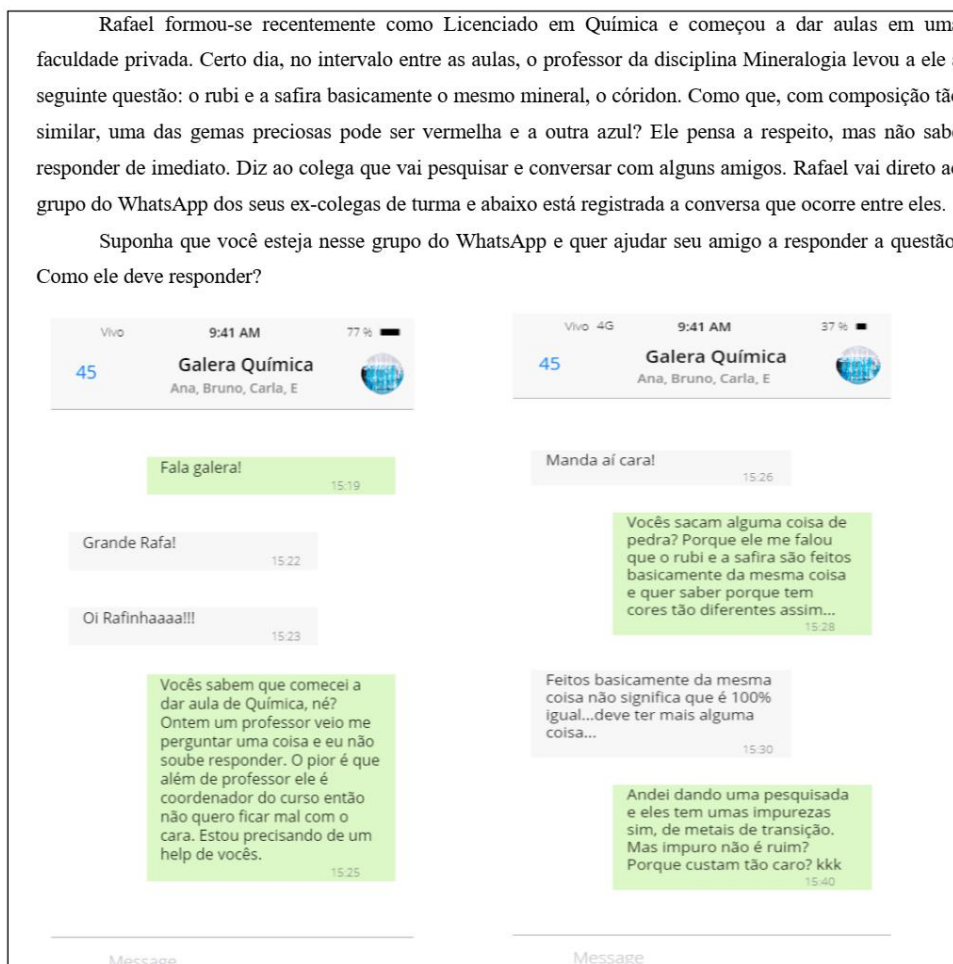 Rafael formou-se recentemente como Licenciado em Química e começou a dar aulas em uma
faculdade privada. Certo dia, no intervalo entre as aulas, o professor da disciplina Mineralogia levou a ele a
seguinte questão: o rubi e a safira basicamente o mesmo mineral, o córidon. Como que, com composição tão
similar, uma das gemas preciosas pode ser vermelha e a outra azul? Ele pensa a respeito, mas não sabe
responder de imediato. Diz ao colega que vai pesquisar e conversar com alguns amigos. Rafael vai direto ao
grupo do WhatsApp dos seus ex-colegas de turma e abaixo está registrada a conversa que ocorre entre eles.
Suponha que você esteja nesse grupo do WhatsApp e quer ajudar seu amigo a responder a questão
Como ele deve responder?
Vivo 9:41 AM 77 %
45 Galera Química
Ana, Bruno, Carla, E
Fala galera!
15:19
Grande Rafa!
15:22
Oi Rafinhaaaa!!!
15:23
Vocês sabem que comecei a
dar aula de Química, né?
Ontem um professor veio me
perguntar uma coisa e eu não
soube responder. O pior é que
além de professor ele é
coordenador do curso então
não quero ficar mal com o
cara. Estou precisando de um
help de vocês.
15:25
Message
Vivo 4G 9:41 AM 37 %
45 Galera Química
Ana, Bruno, Carla, E
Manda aí cara!
15:26
Vocês sacam alguma coisa de
pedra? Porque ele me falou
que o rubi e a safira são feitos
basicamente da mesma coisa
e quer saber porque tem
cores tão diferentes assim...
15:28
Feitos basicamente da mesma
coisa não significa que é 100%
igual...deve ter mais alguma
coisa...
15:30
Andei dando uma pesquisada
e eles tem umas impurezas
sim, de metais de transição.
Mas impuro não é ruim?
Porque custam tão caro? kkk
15:40
Message